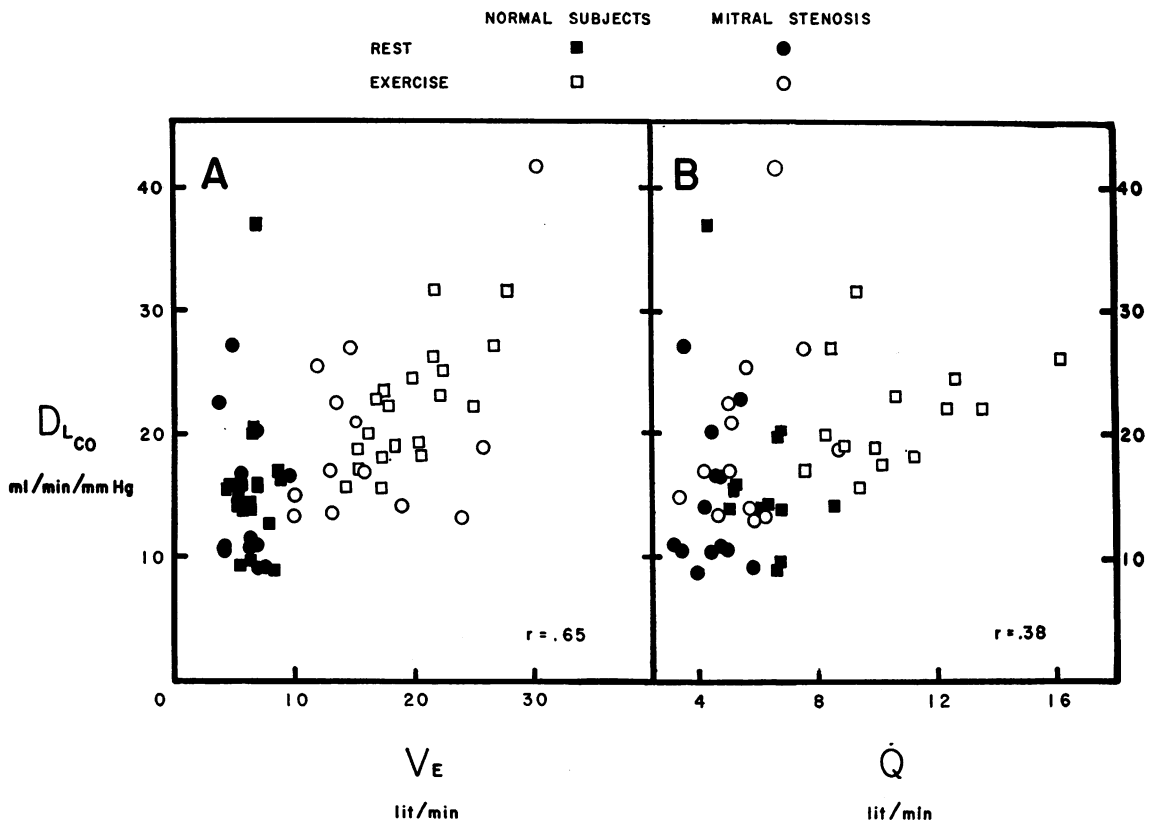 NORMAL SUBJECTS MITRAL STENOSIS
REST
EXERCISE
A B
40 40
30 30
20 20
10 10
D LCO
ml/min/mm Hg
r = .65 r = .38
0 10 20 30 4 8 12 16
VE Q̇
lit/min lit/min